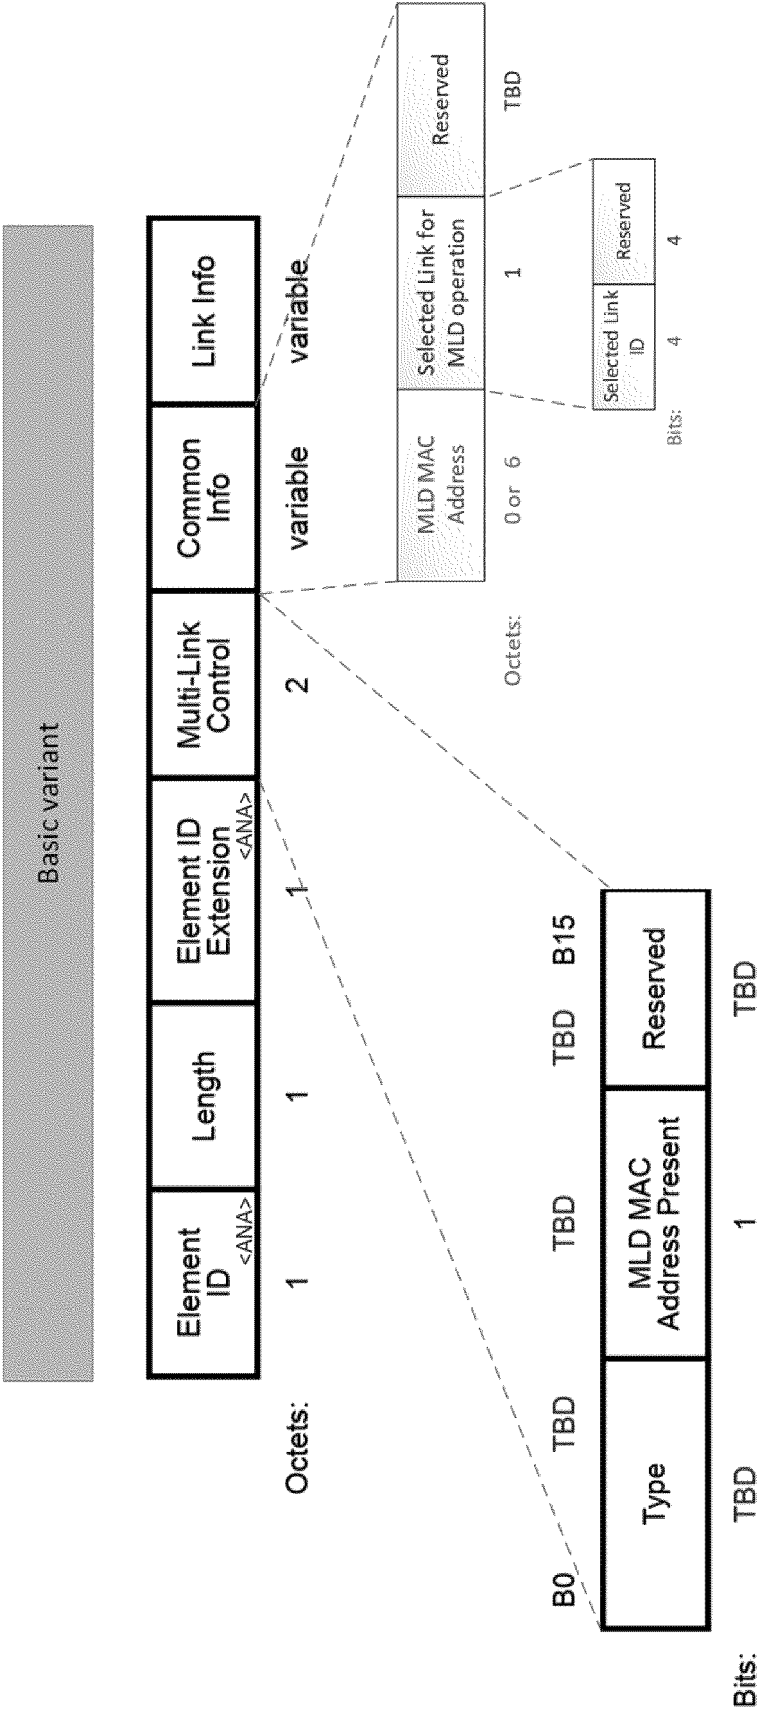 Basic variant
Element
ID
<ANA>
Length
Element ID
Extension
<ANA>
Multi-Link
Control
Common
Info
Link Info
Octets:
1
1
1
2
variable
variable
MLD MAC
Address
Selected Link for
MLD operation
Reserved
Octets:
0 or 6
1
TBD
Selected Link
ID
Reserved
Bits:
4
4
B0
TBD
TBD
TBD
B15
Type
MLD MAC
Address Present
Reserved
Bits:
TBD
1
TBD